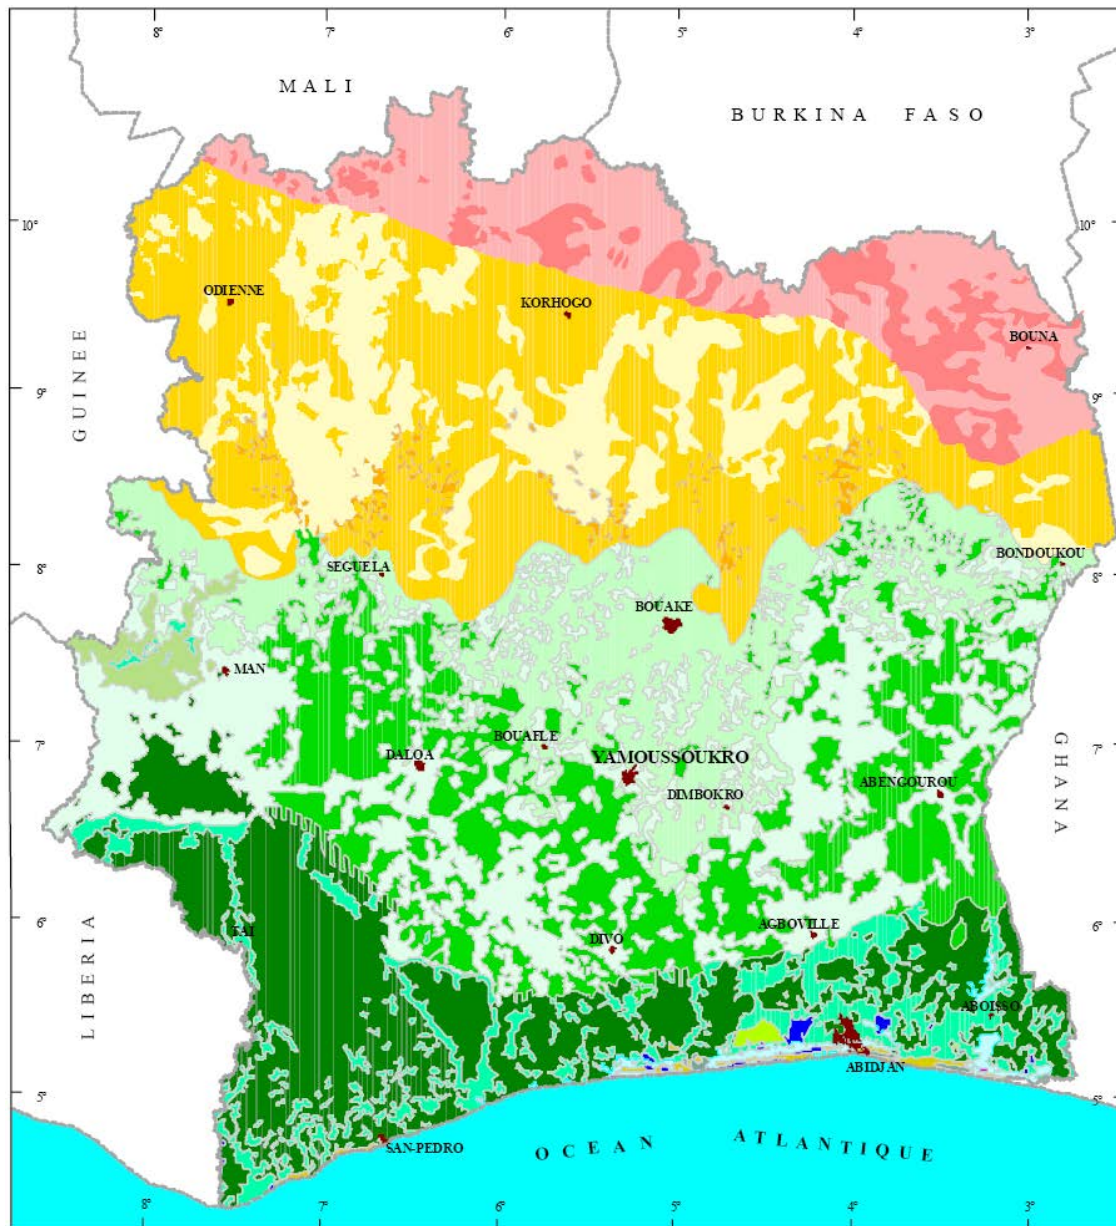 8° 7° 6° 5° 4° 3°
MALI
BURKINA FASO
10° 10°
ODIENNE
KORHOGO
BOUNA
GUINEE
9° 9°
BONDOUKOU
8° 8°
SEGUELA
BOUAKE
MAN
7° 7°
BOUAFLE
DALOA
YAMOUSSOUKRO
DIMBOKRO
ABENGOUROU
GHANA
6° 6°
TAI
AGBOVILLE
DIVO
LIBERIA
ABOISSO
ABIDJAN
5° 5°
SAN-PEDRO
OCEAN ATLANTIQUE
8° 7° 6° 5° 4° 3°